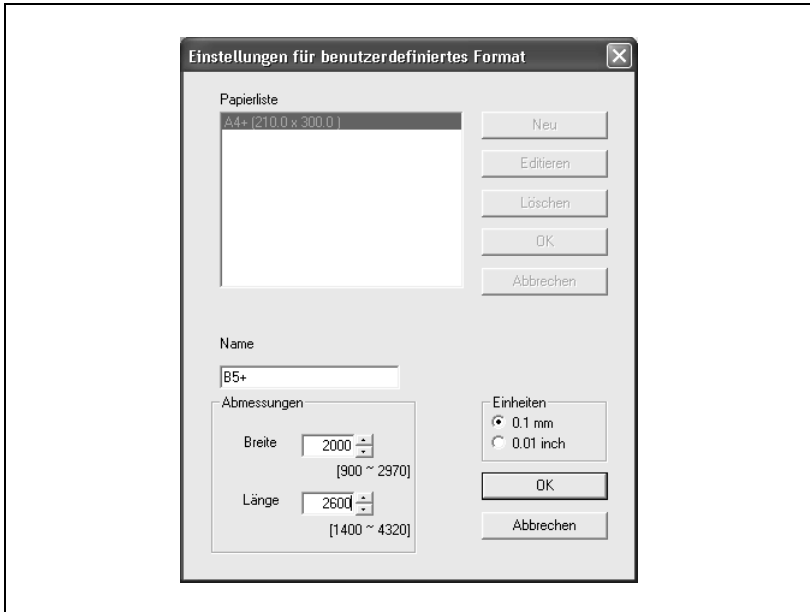 Einstellungen für benutzerdefiniertes Format
Papierliste
A4+ (210.0 x 300.0 )
Neu
Editieren
Löschen
OK
Abbrechen
Name
B5+
Abmessungen
Breite 2000
[900 ~ 2970]
Länge 2600
[1400 ~ 4320]
Einheiten
0.1 mm
0.01 inch
OK
Abbrechen